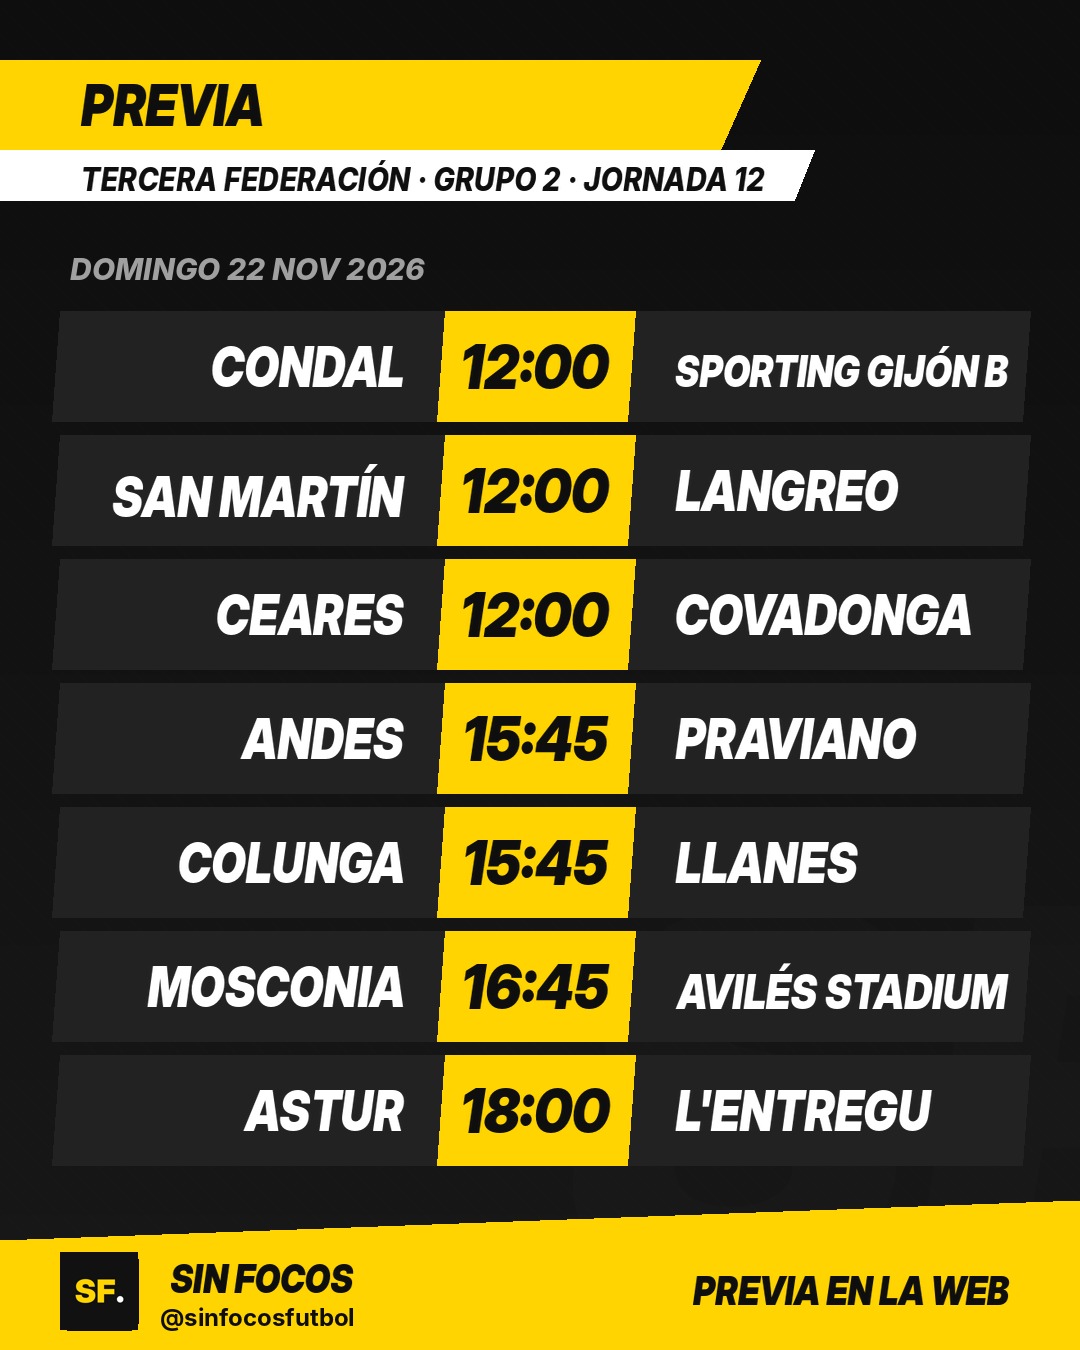 PREVIA
TERCERA FEDERACIÓN · GRUPO 2 · JORNADA 12
DOMINGO 22 NOV 2026
CONDAL 12:00 SPORTING GIJÓN B
SAN MARTÍN 12:00 LANGREO
CEARES 12:00 COVADONGA
ANDES 15:45 PRAVIANO
COLUNGA 15:45 LLANES
MOSCONIA 16:45 AVILÉS STADIUM
ASTUR 18:00 L'ENTREGU
SF. SIN FOCOS
@sinfocosfutbol
PREVIA EN LA WEB